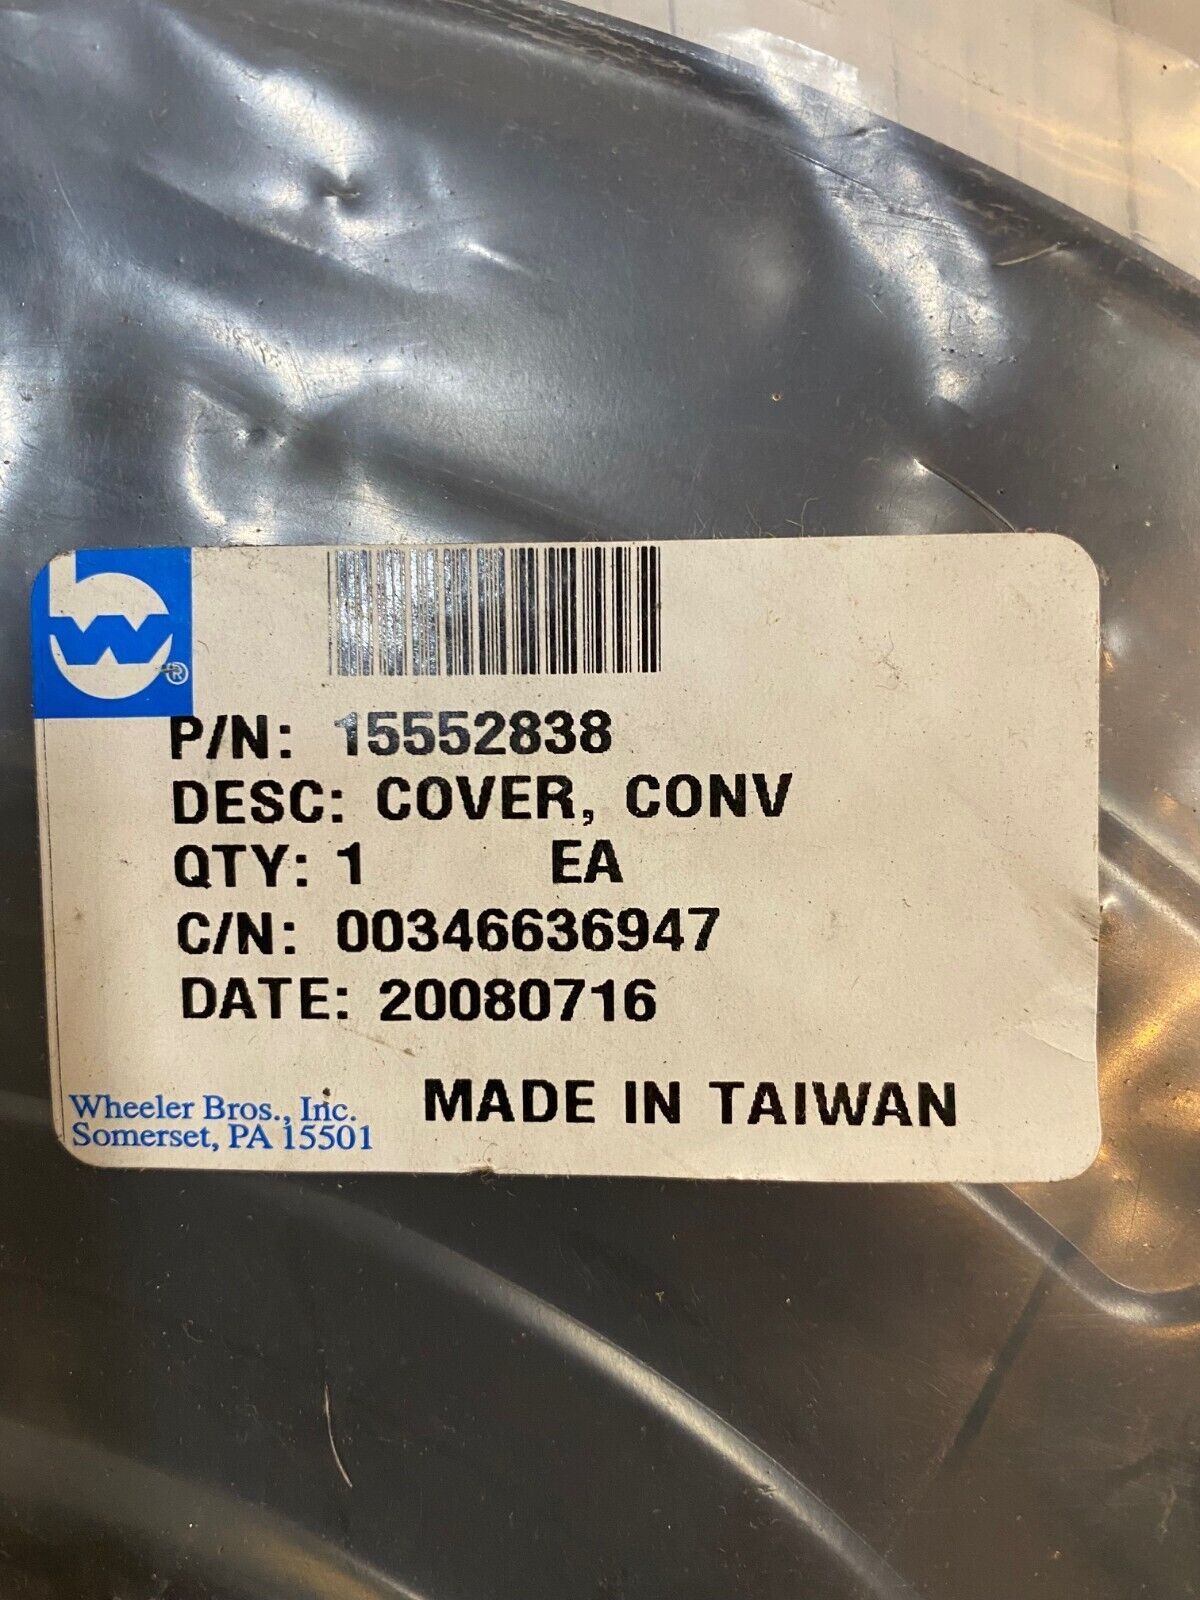 W ®
P/N: 15552838
DESC: COVER, CONV
QTY: 1 EA
C/N: 00346636947
DATE: 20080716
MADE IN TAIWAN
Wheeler Bros., Inc.
Somerset, PA 15501